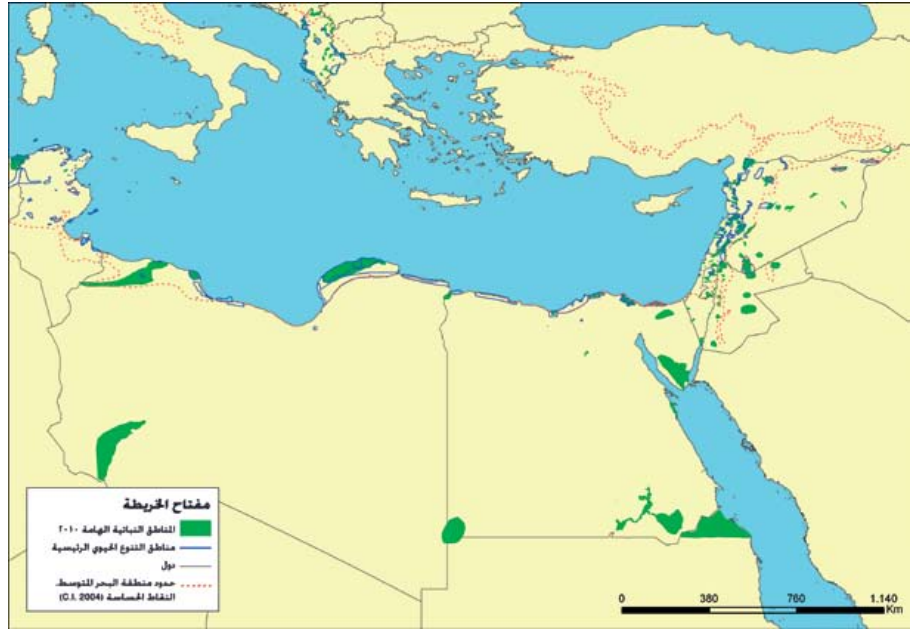 مفتاح الخريطة
المناطق النباتية الهامة ٢٠١٠
مناطق التنوع الحيوي الرئيسية
دول
حدود منطقة البحر المتوسط.
النقاط الحساسة (C.I. 2004)
0 380 760 1.140
Km